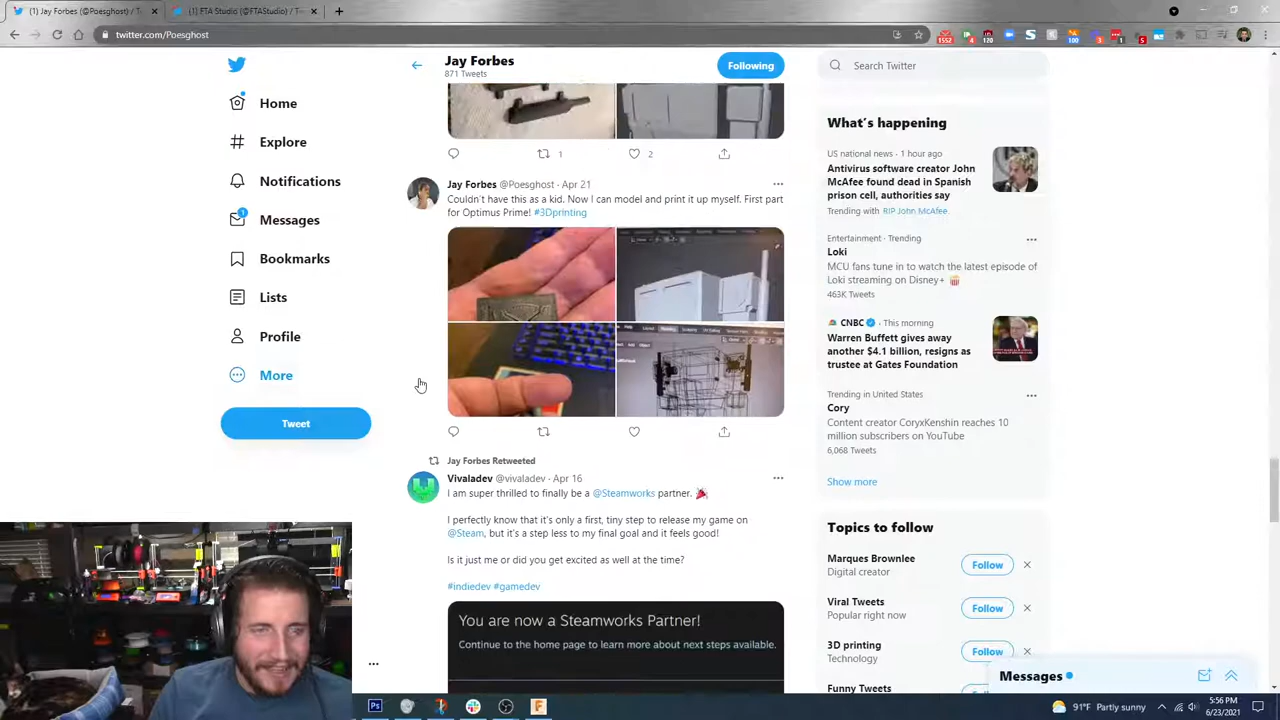 (1) Jay Forbes (@Poesghost) / T
(1) FTA Studio (@FTAStudio) / T
twitter.com/Poesghost
Jay Forbes
871 Tweets
Following
Search Twitter
Home
Explore
Notifications
1
Messages
Bookmarks
Lists
Profile
More
Tweet
1
2
Jay Forbes @Poesghost · Apr 21
Couldn't have this as a kid. Now I can model and print it up myself. First part
for Optimus Prime! #3Dprinting
Jay Forbes Retweeted
Vivaladev @vivaladev · Apr 16
I am super thrilled to finally be a @Steamworks partner.
I perfectly know that it's only a first, tiny step to release my game on
@Steam, but it's a step less to my final goal and it feels good!
Is it just me or did you get excited as well at the time?
#indiedev #gamedev
You are now a Steamworks Partner!
Continue to the home page to learn more about next steps available.
What's happening
US national news · 1 hour ago
Antivirus software creator John
McAfee found dead in Spanish
prison cell, authorities say
Trending with RIP John McAfee.
Entertainment · Trending
Loki
MCU fans tune in to watch the latest episode of
Loki streaming on Disney+
463K Tweets
CNBC · This morning
Warren Buffett gives away
another $4.1 billion, resigns as
trustee at Gates Foundation
Trending in United States
Cory
Content creator CoryxKenshin reaches 10
million subscribers on YouTube
6,068 Tweets
Show more
Topics to follow
Marques Brownlee
Digital creator
Follow
Viral Tweets
Popular right now
Follow
3D printing
Technology
Follow
Funny Tweets
Messages
91°F Partly sunny
5:56 PM
6/23/2021